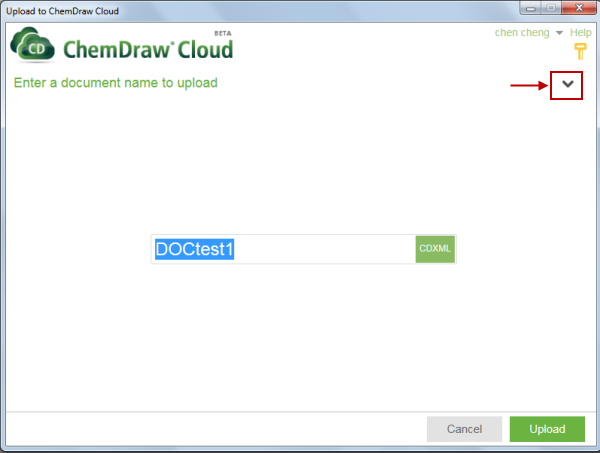 Upload to ChemDraw Cloud
CD ChemDraw® Cloud BETA
chen cheng Help
Enter a document name to upload
DOCtest1 CDXML
Cancel Upload